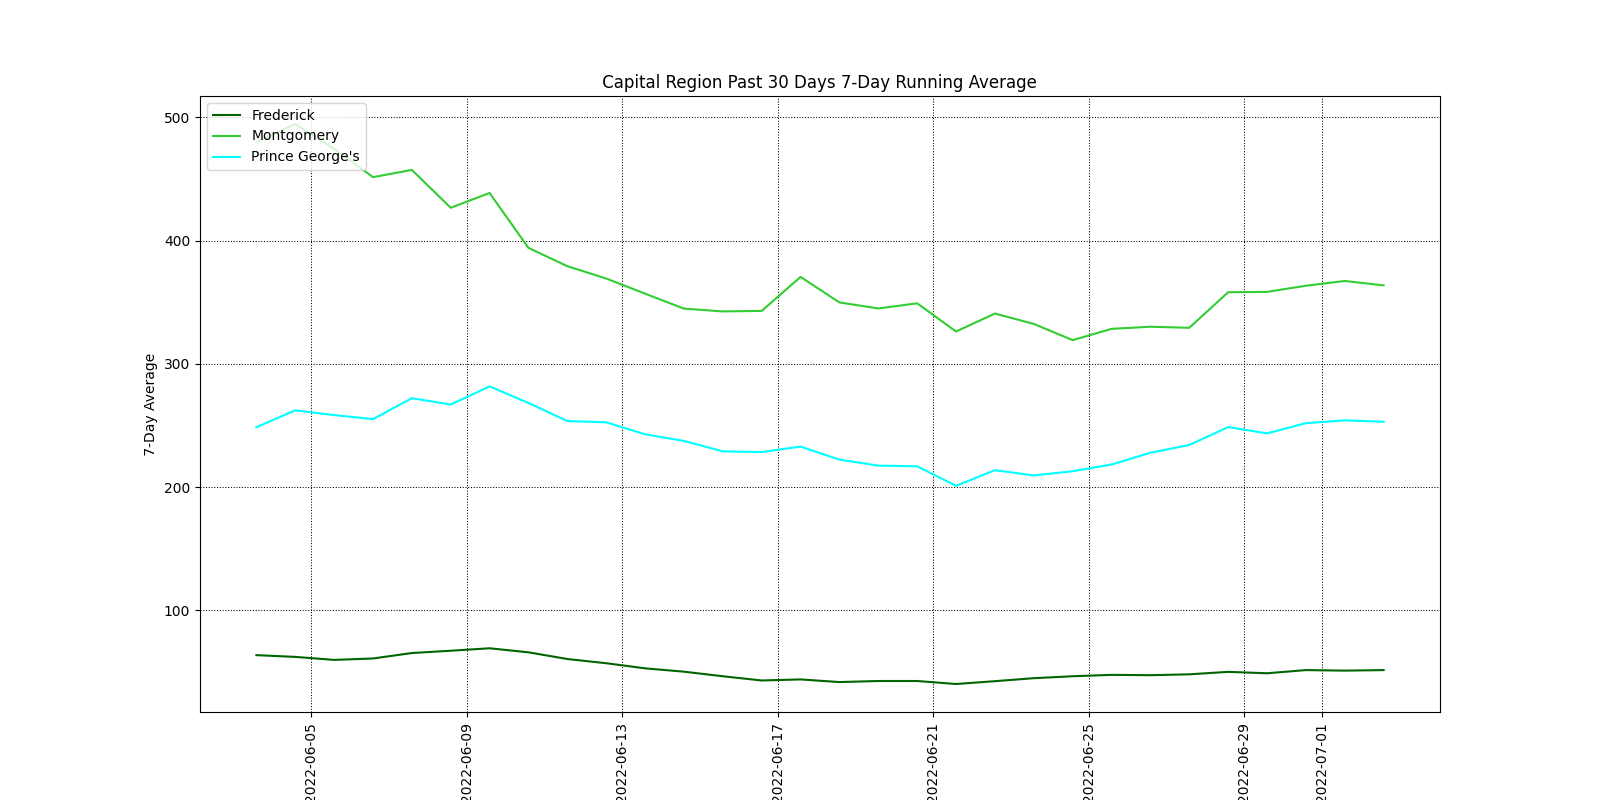 Capital Region Past 30 Days 7-Day Running Average
Frederick
Montgomery
Prince George's
7-Day Average
500
400
300
200
100
2022-06-05
2022-06-09
2022-06-13
2022-06-17
2022-06-21
2022-06-25
2022-06-29
2022-07-01